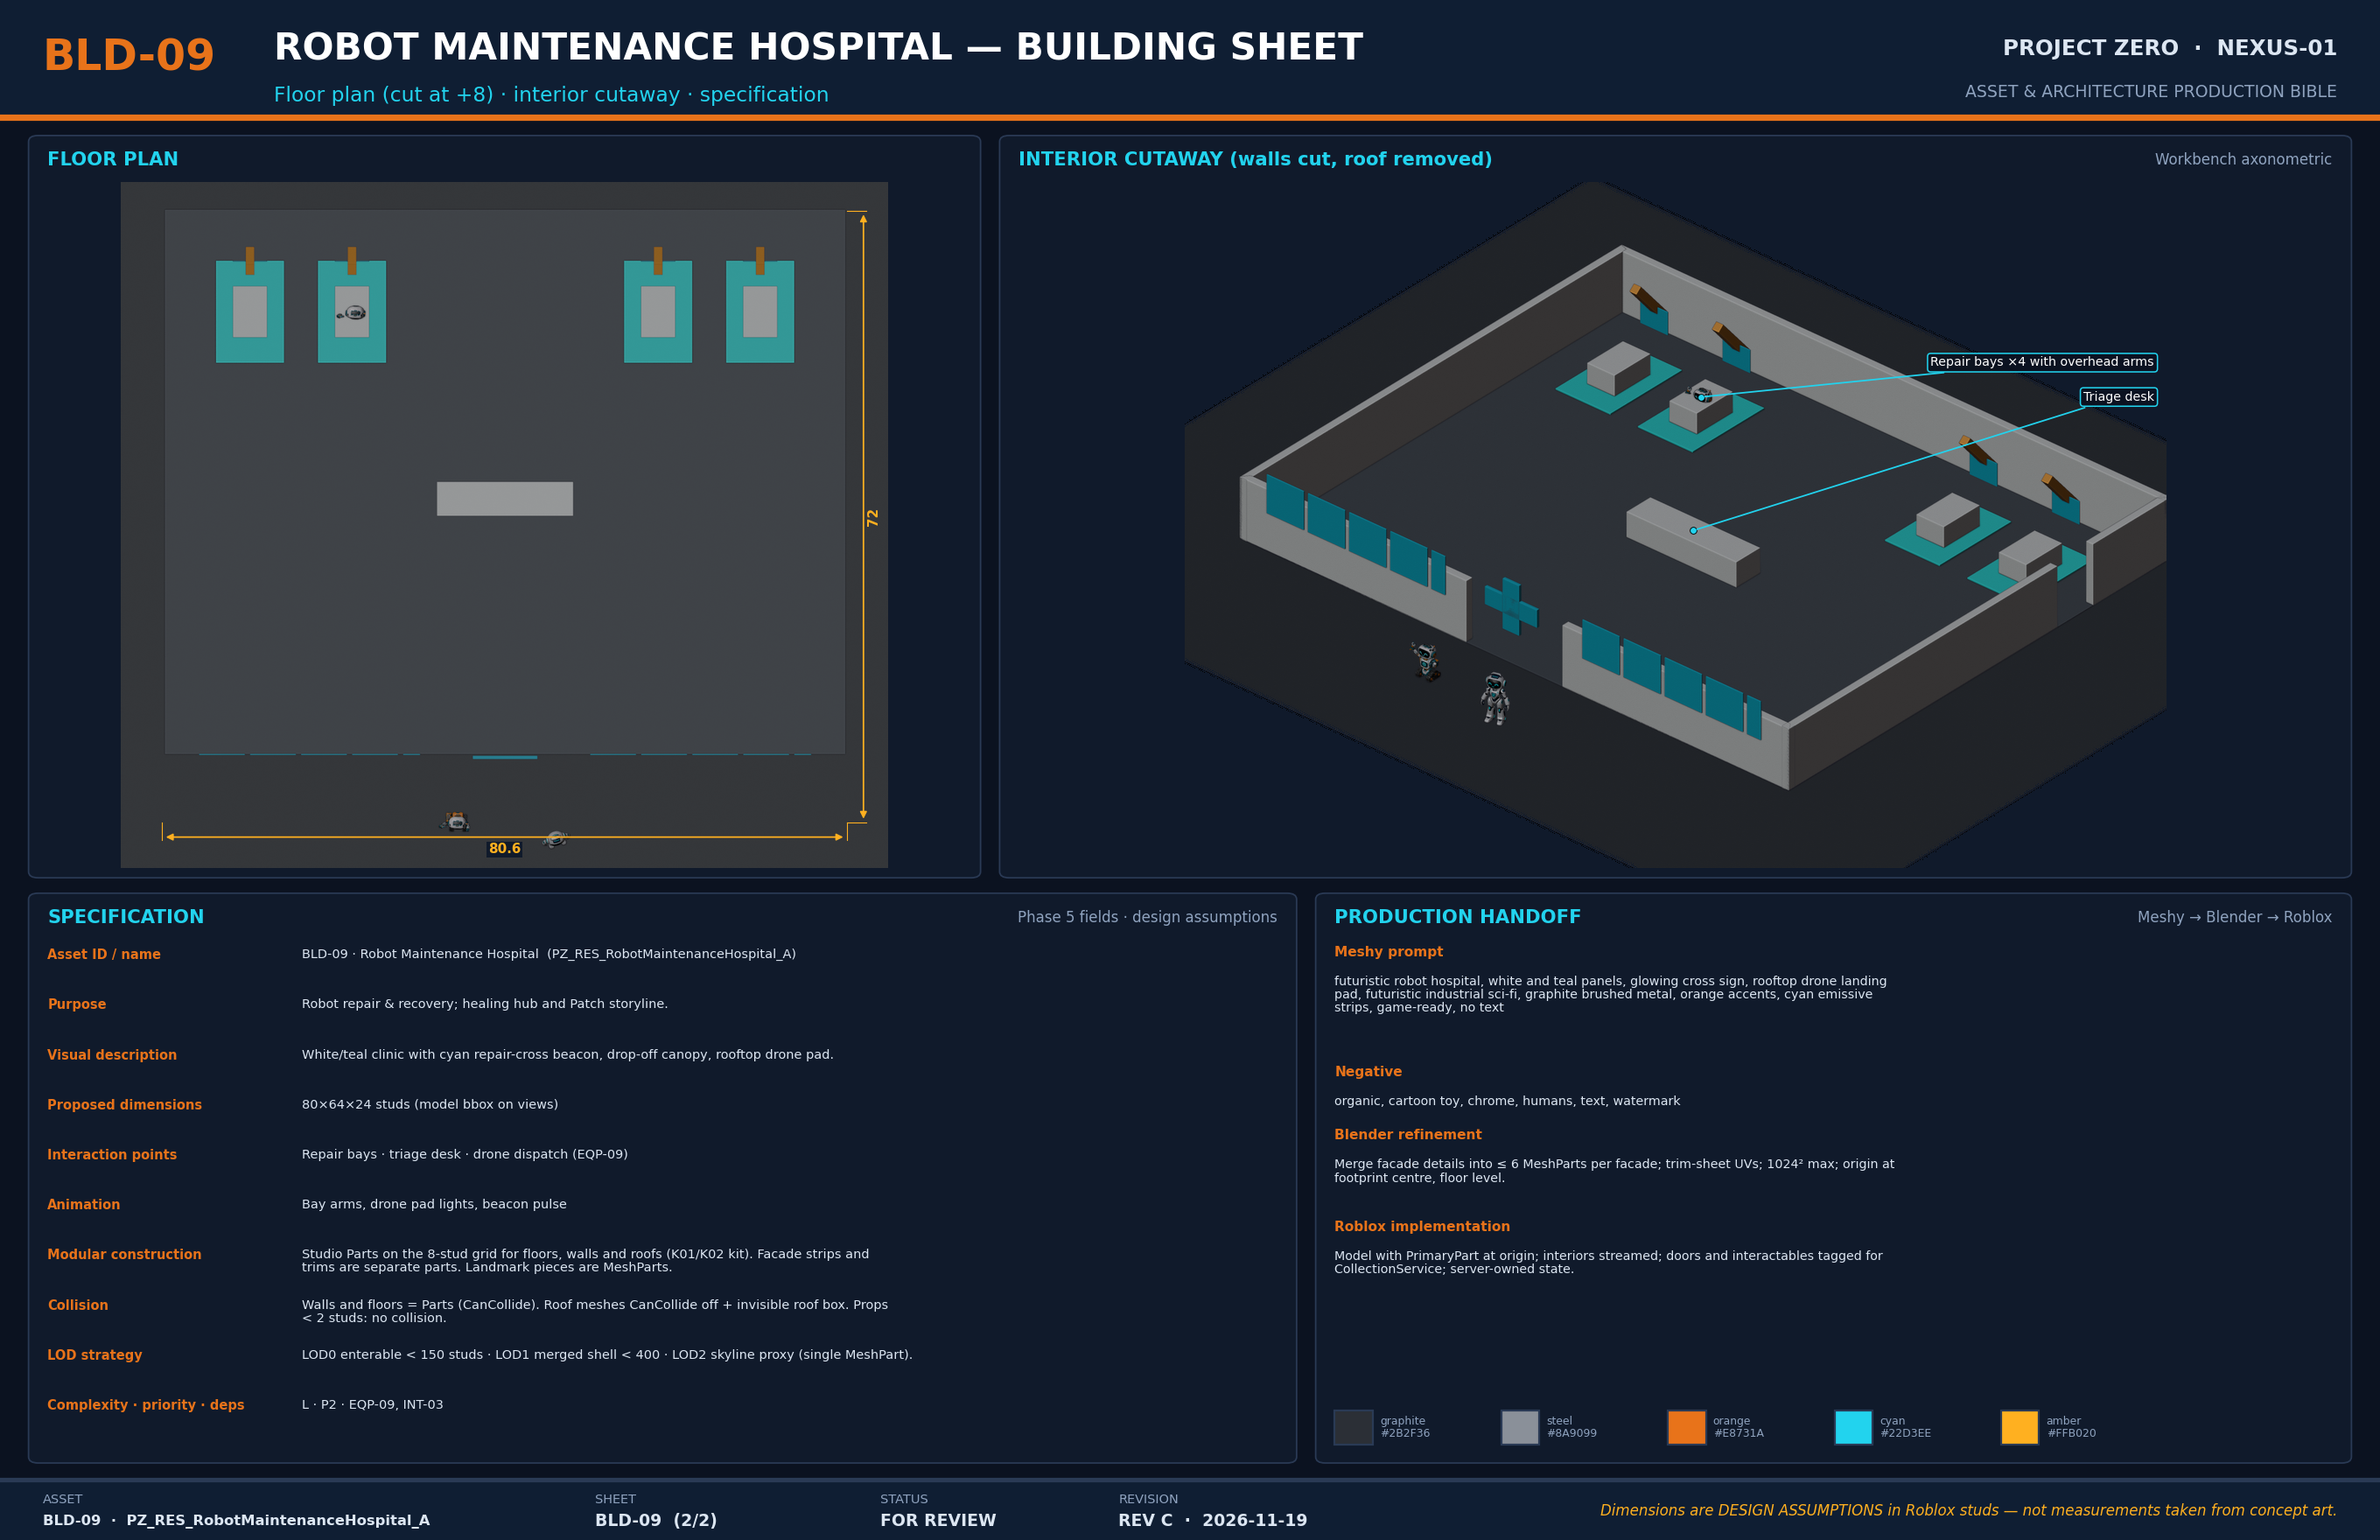 BLD-09
ROBOT MAINTENANCE HOSPITAL — BUILDING SHEET
Floor plan (cut at +8) · interior cutaway · specification
PROJECT ZERO · NEXUS-01
ASSET & ARCHITECTURE PRODUCTION BIBLE
FLOOR PLAN
72
80.6
INTERIOR CUTAWAY (walls cut, roof removed)
Workbench axonometric
Repair bays ×4 with overhead arms
Triage desk
SPECIFICATION
Phase 5 fields · design assumptions
Asset ID / name
BLD-09 · Robot Maintenance Hospital (PZ_RES_RobotMaintenanceHospital_A)
Purpose
Robot repair & recovery; healing hub and Patch storyline.
Visual description
White/teal clinic with cyan repair-cross beacon, drop-off canopy, rooftop drone pad.
Proposed dimensions
80×64×24 studs (model bbox on views)
Interaction points
Repair bays · triage desk · drone dispatch (EQP-09)
Animation
Bay arms, drone pad lights, beacon pulse
Modular construction
Studio Parts on the 8-stud grid for floors, walls and roofs (K01/K02 kit). Facade strips and
trims are separate parts. Landmark pieces are MeshParts.
Collision
Walls and floors = Parts (CanCollide). Roof meshes CanCollide off + invisible roof box. Props
< 2 studs: no collision.
LOD strategy
LOD0 enterable < 150 studs · LOD1 merged shell < 400 · LOD2 skyline proxy (single MeshPart).
Complexity · priority · deps
L · P2 · EQP-09, INT-03
PRODUCTION HANDOFF
Meshy → Blender → Roblox
Meshy prompt
futuristic robot hospital, white and teal panels, glowing cross sign, rooftop drone landing
pad, futuristic industrial sci-fi, graphite brushed metal, orange accents, cyan emissive
strips, game-ready, no text
Negative
organic, cartoon toy, chrome, humans, text, watermark
Blender refinement
Merge facade details into ≤ 6 MeshParts per facade; trim-sheet UVs; 1024² max; origin at
footprint centre, floor level.
Roblox implementation
Model with PrimaryPart at origin; interiors streamed; doors and interactables tagged for
CollectionService; server-owned state.
graphite
#2B2F36
steel
#8A9099
orange
#E8731A
cyan
#22D3EE
amber
#FFB020
ASSET
BLD-09 · PZ_RES_RobotMaintenanceHospital_A
SHEET
BLD-09 (2/2)
STATUS
FOR REVIEW
REVISION
REV C · 2026-11-19
Dimensions are DESIGN ASSUMPTIONS in Roblox studs — not measurements taken from concept art.